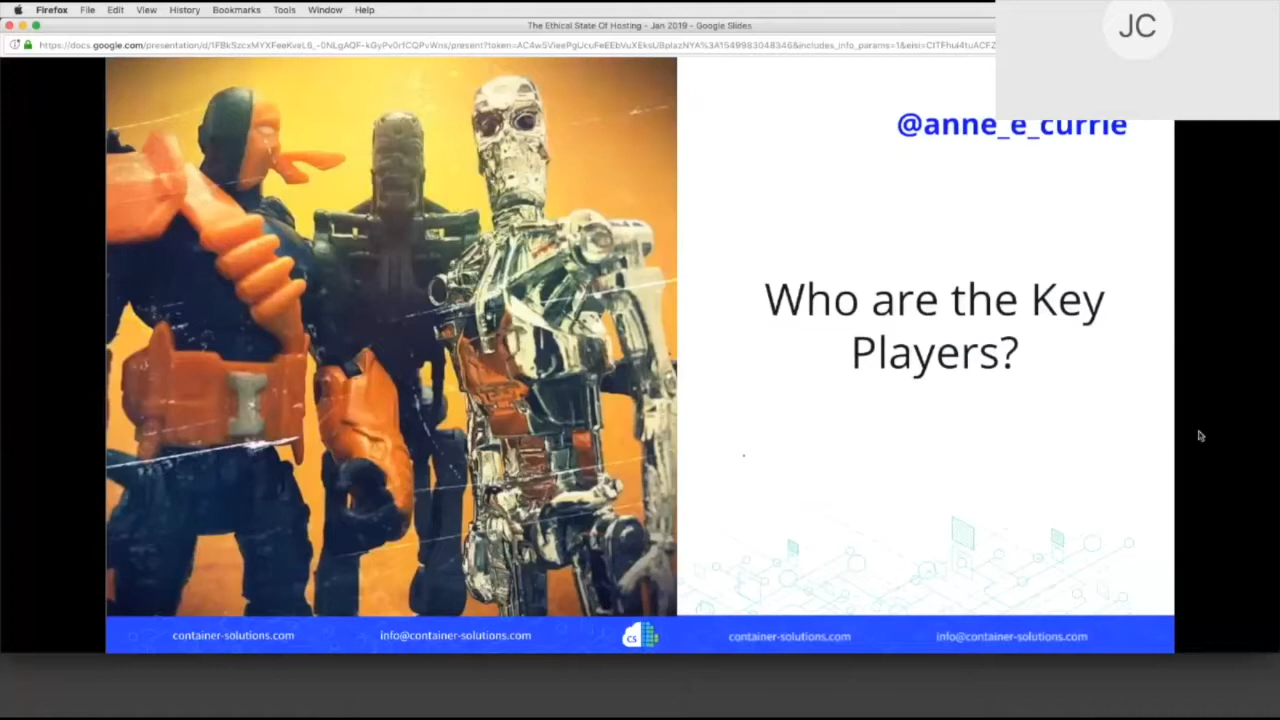 Firefox File Edit View History Bookmarks Tools Window Help
The Ethical State Of Hosting - Jan 2019 - Google Slides
JC
@anne_e_currie
Who are the Key
Players?
container-solutions.com info@container-solutions.com CS container-solutions.com info@container-solutions.com